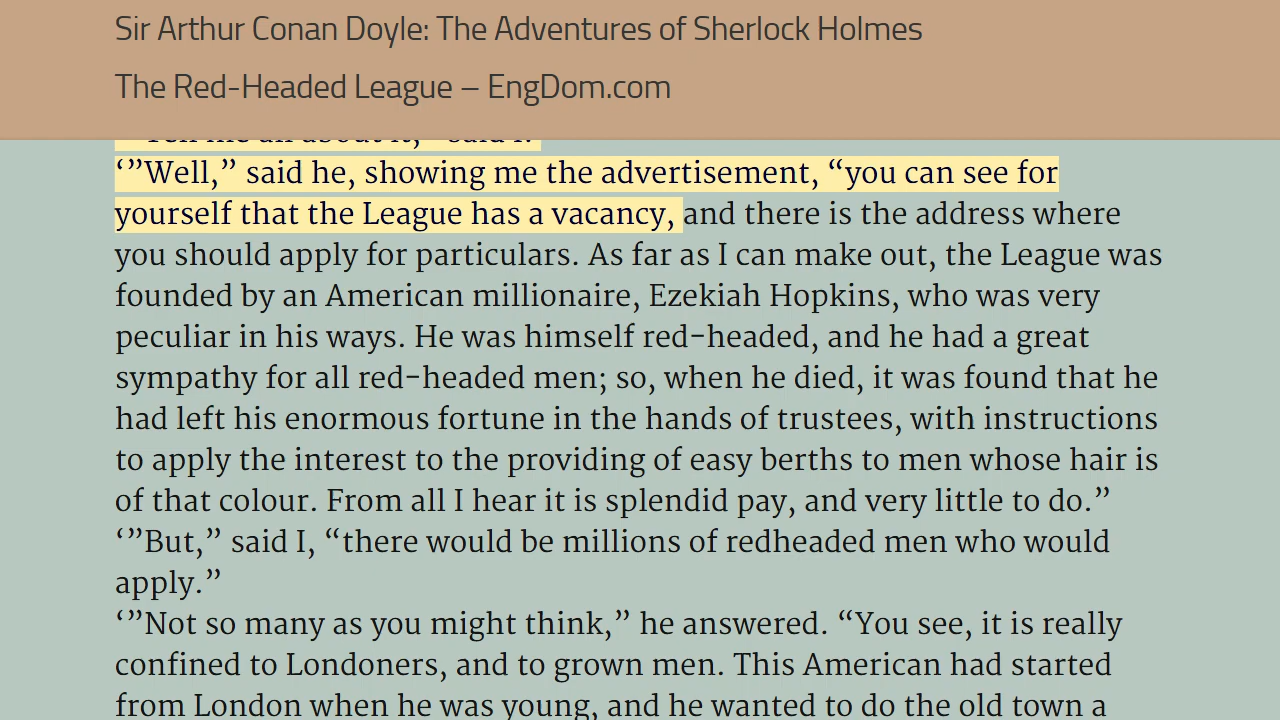 Sir Arthur Conan Doyle: The Adventures of Sherlock Holmes
The Red-Headed League – EngDom.com
“Tell me all about it,” said I.
‘”Well,” said he, showing me the advertisement, “you can see for
yourself that the League has a vacancy, and there is the address where
you should apply for particulars. As far as I can make out, the League was
founded by an American millionaire, Ezekiah Hopkins, who was very
peculiar in his ways. He was himself red-headed, and he had a great
sympathy for all red-headed men; so, when he died, it was found that he
had left his enormous fortune in the hands of trustees, with instructions
to apply the interest to the providing of easy berths to men whose hair is
of that colour. From all I hear it is splendid pay, and very little to do.”
‘”But,” said I, “there would be millions of redheaded men who would
apply.”
‘”Not so many as you might think,” he answered. “You see, it is really
confined to Londoners, and to grown men. This American had started
from London when he was young, and he wanted to do the old town a